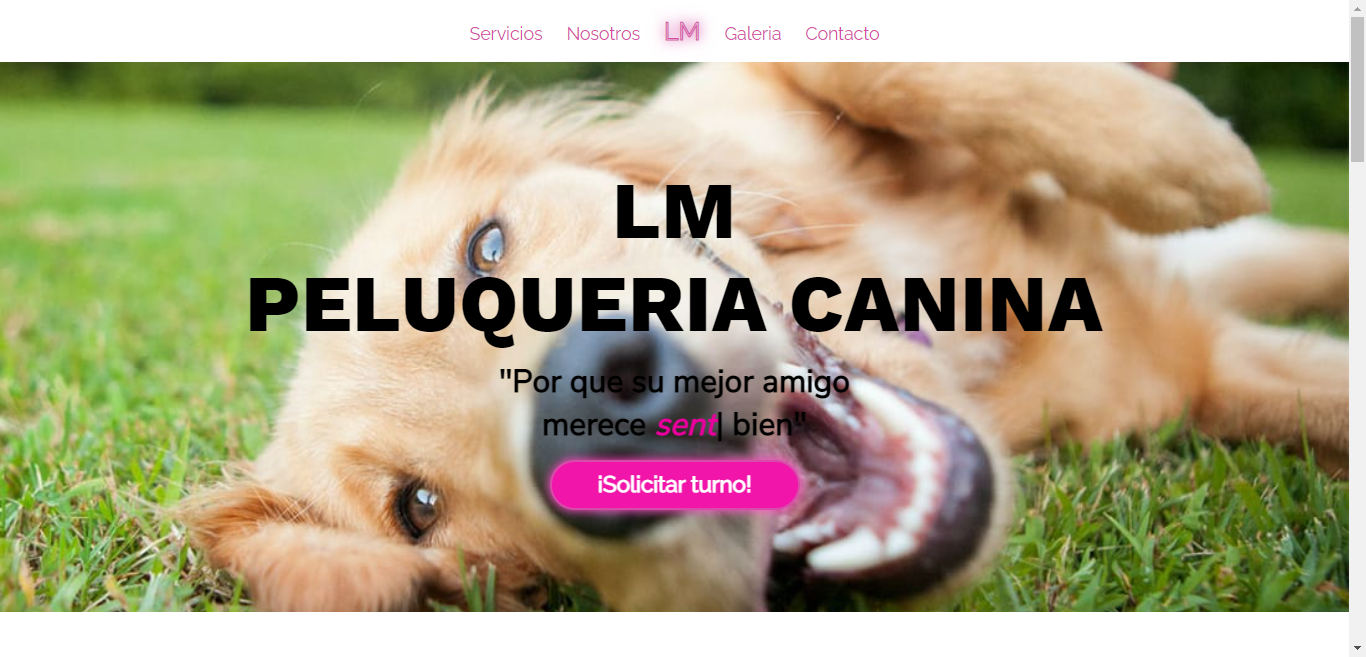 Servicios Nosotros LM Galeria Contacto
LM
PELUQUERIA CANINA
"Por que su mejor amigo
merece sent| bien"
¡Solicitar turno!